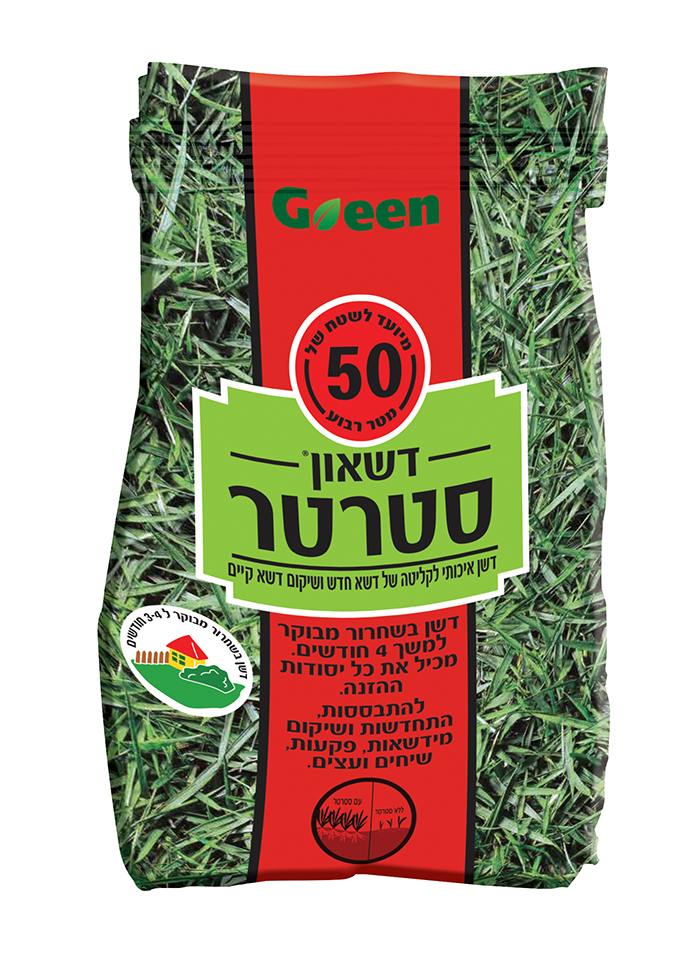 Green
מיועד לשטח של
50
מטר רבוע
דשאון®
סטרטר
דשן איכותי לקליטה של דשא חדש ושיקום דשא קיים
דשן בשחרור מבוקר ל 3-4 חודשים
דשן בשחרור מבוקר
למשך 4 חודשים.
מכיל את כל יסודות
ההזנה.
להתבססות,
התחדשות ושיקום
מידשאות, פקעות,
שיחים ועצים.
ללא סטרטר
עם סטרטר